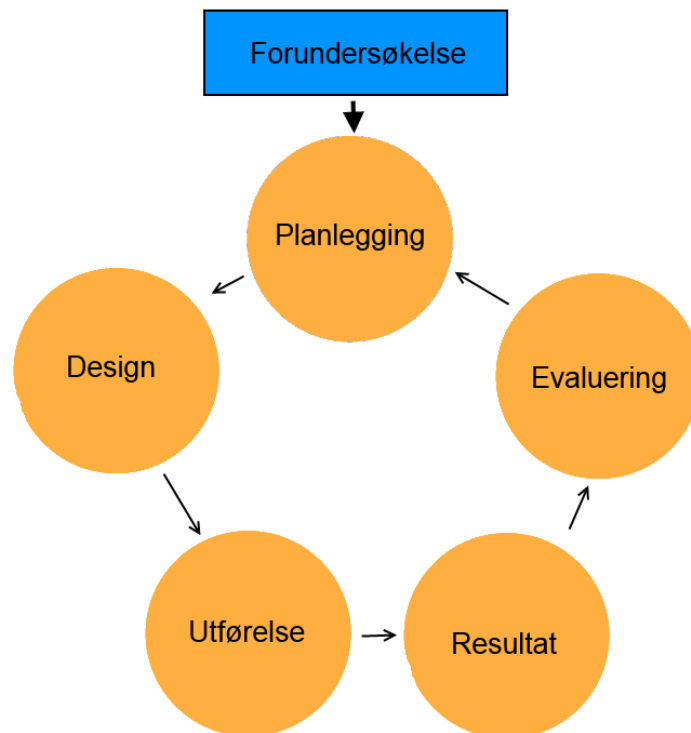 Forundersøkelse
Planlegging
Design
Evaluering
Utførelse
Resultat